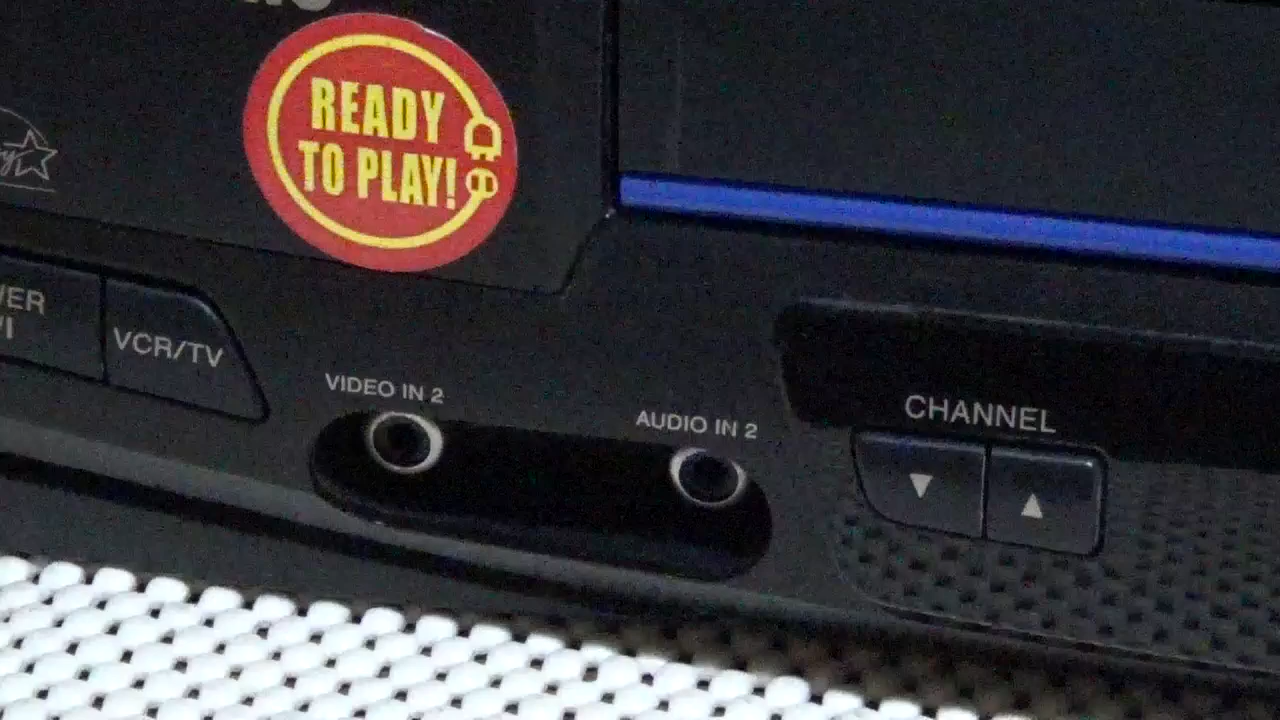 READY
TO PLAY!
VCR/TV
VIDEO IN 2
AUDIO IN 2
CHANNEL